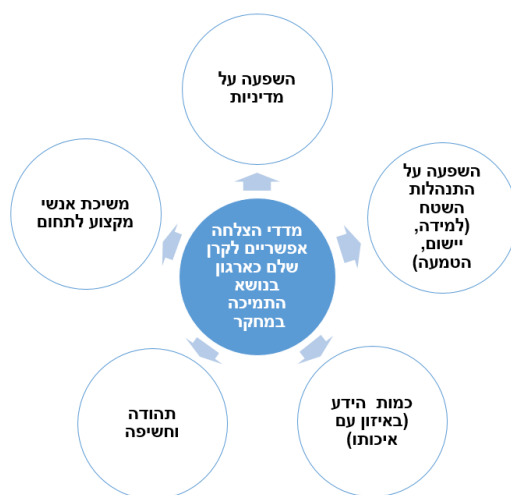 השפעה על
מדיניות
השפעה על
התנהלות
השטח
(למידה,
יישום,
הטמעה)
משיכת אנשי
מקצוע לתחום
מדדי הצלחה
אפשריים לקרן
שלם כארגון
בנושא
התמיכה
במחקר
כמות הידע
(באיזון עם
איכותו)
תהודה
וחשיפה